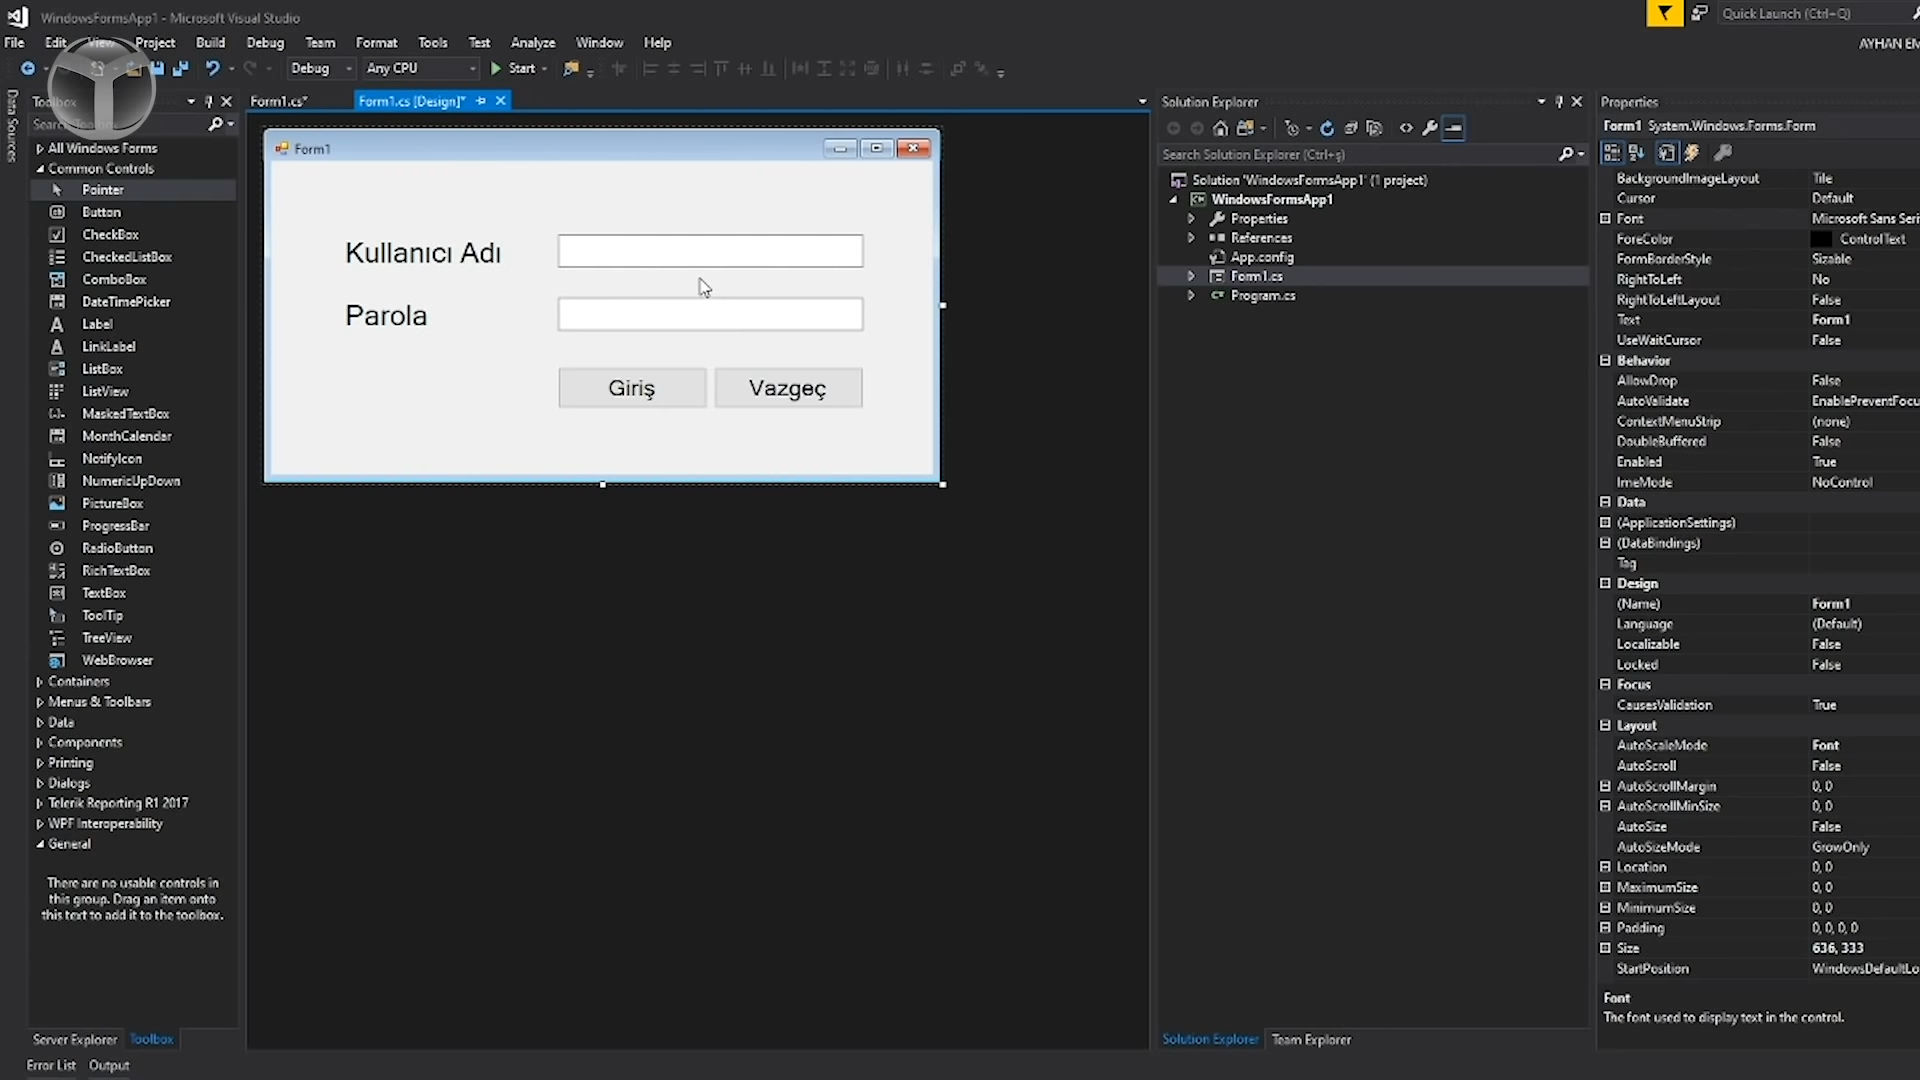 WindowsFormsApp1 - Microsoft Visual Studio
Quick Launch (Ctrl+Q)
File Edit View Project Build Debug Team Format Tools Test Analyze Window Help
AYHAN EM
Debug Any CPU Start
Data Sources
Toolbox
Search Toolbox
All Windows Forms
Common Controls
Pointer
Button
CheckBox
CheckedListBox
ComboBox
DateTimePicker
Label
LinkLabel
ListBox
ListView
MaskedTextBox
MonthCalendar
NotifyIcon
NumericUpDown
PictureBox
ProgressBar
RadioButton
RichTextBox
TextBox
ToolTip
TreeView
WebBrowser
Containers
Menus & Toolbars
Data
Components
Printing
Dialogs
Telerik Reporting R1 2017
WPF Interoperability
General
There are no usable controls in
this group. Drag an item onto
this text to add it to the toolbox.
Server Explorer Toolbox
Error List Output
Form1.cs* Form1.cs [Design]*
Form1
Kullanıcı Adı
Parola
Giriş Vazgeç
Solution Explorer
Search Solution Explorer (Ctrl+ş)
Solution 'WindowsFormsApp1' (1 project)
WindowsFormsApp1
Properties
References
App.config
Form1.cs
Program.cs
Solution Explorer Team Explorer
Properties
Form1 System.Windows.Forms.Form
BackgroundImageLayout Tile
Cursor Default
Font Microsoft Sans Seri
ForeColor ControlText
FormBorderStyle Sizable
RightToLeft No
RightToLeftLayout False
Text Form1
UseWaitCursor False
Behavior
AllowDrop False
AutoValidate EnablePreventFocu
ContextMenuStrip (none)
DoubleBuffered False
Enabled True
ImeMode NoControl
Data
(ApplicationSettings)
(DataBindings)
Tag
Design
(Name) Form1
Language (Default)
Localizable False
Locked False
Focus
CausesValidation True
Layout
AutoScaleMode Font
AutoScroll False
AutoScrollMargin 0, 0
AutoScrollMinSize 0, 0
AutoSize False
AutoSizeMode GrowOnly
Location 0, 0
MaximumSize 0, 0
MinimumSize 0, 0
Padding 0, 0, 0, 0
Size 636, 333
StartPosition WindowsDefaultLo
Font
The font used to display text in the control.